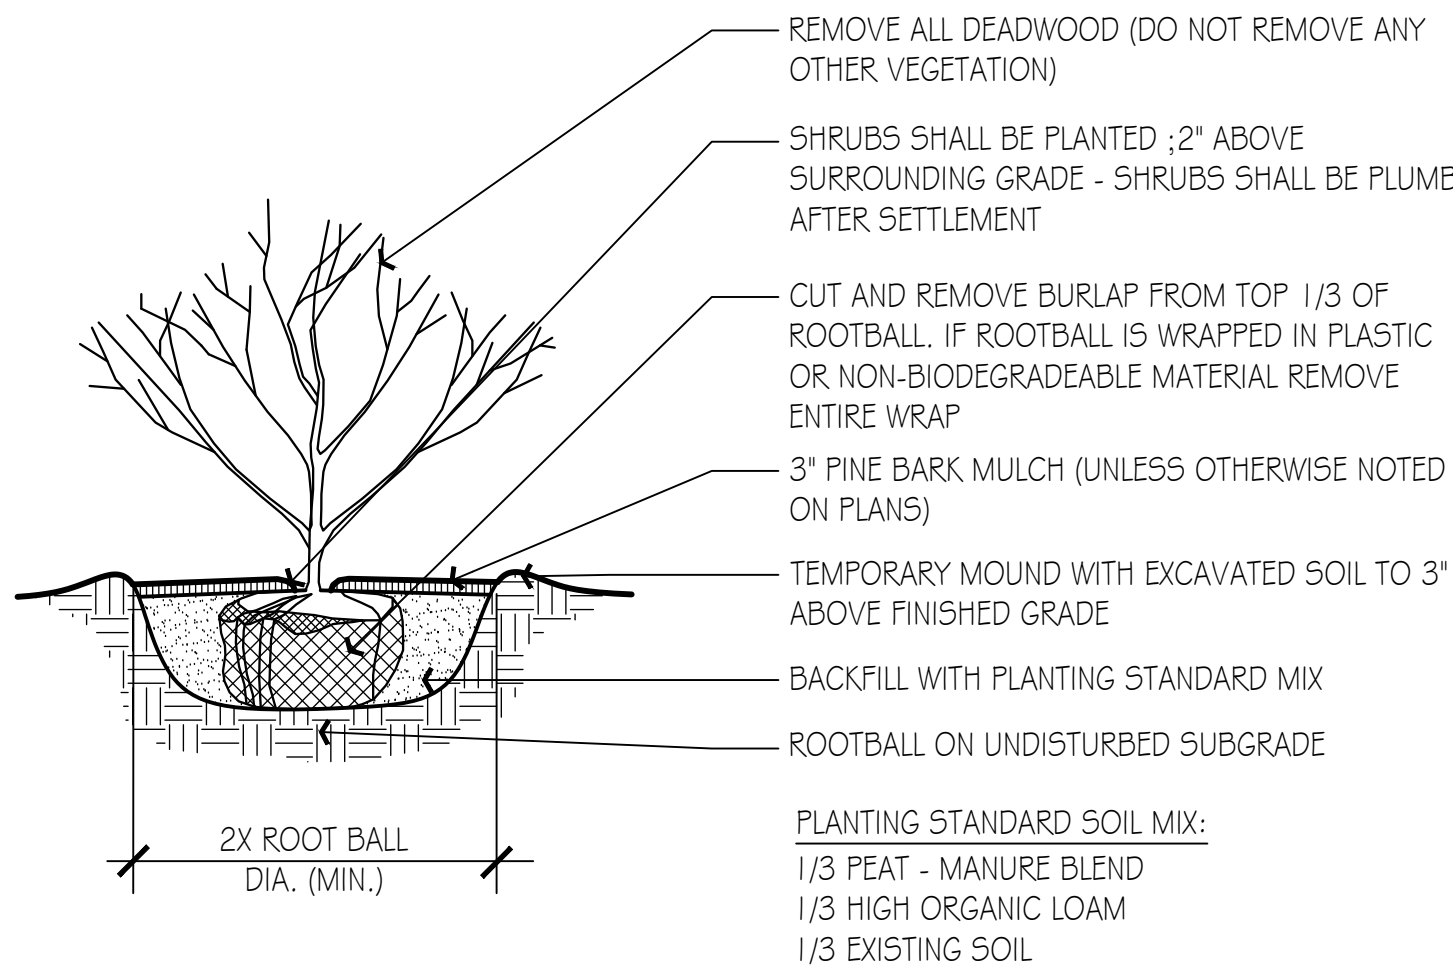 REMOVE ALL DEADWOOD (DO NOT REMOVE ANY
OTHER VEGETATION)
SHRUBS SHALL BE PLANTED ;2" ABOVE
SURROUNDING GRADE - SHRUBS SHALL BE PLUMB
AFTER SETTLEMENT
CUT AND REMOVE BURLAP FROM TOP 1/3 OF
ROOTBALL. IF ROOTBALL IS WRAPPED IN PLASTIC
OR NON-BIODEGRADEABLE MATERIAL REMOVE
ENTIRE WRAP
3" PINE BARK MULCH (UNLESS OTHERWISE NOTED
ON PLANS)
TEMPORARY MOUND WITH EXCAVATED SOIL TO 3"
ABOVE FINISHED GRADE
BACKFILL WITH PLANTING STANDARD MIX
ROOTBALL ON UNDISTURBED SUBGRADE
2X ROOT BALL
DIA. (MIN.)
PLANTING STANDARD SOIL MIX:
1/3 PEAT - MANURE BLEND
1/3 HIGH ORGANIC LOAM
1/3 EXISTING SOIL